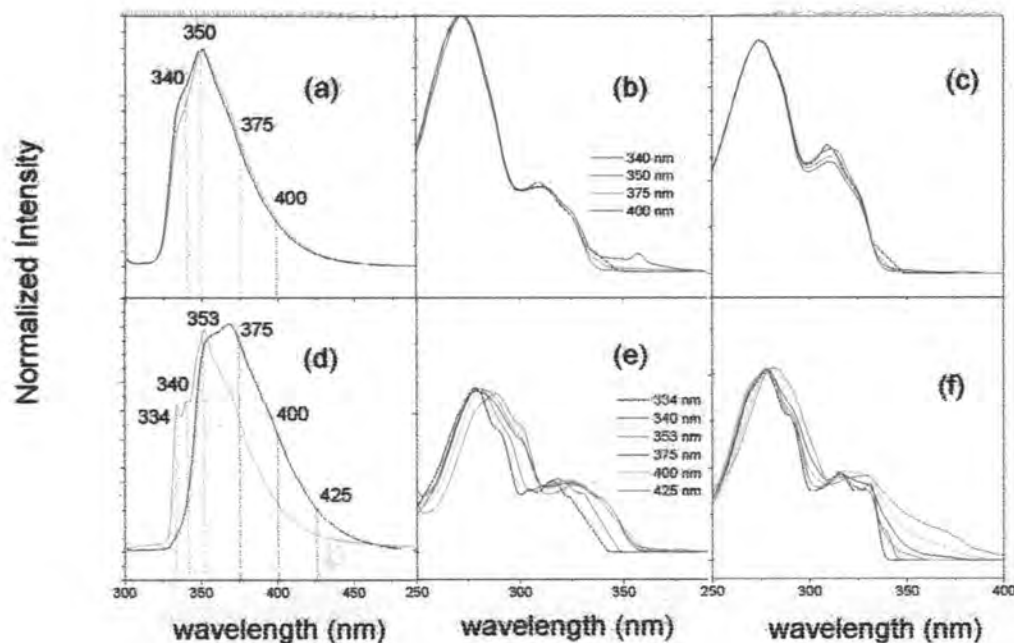 Normalized Intensity
350
340
375
400
(a)
(b)
340 nm
350 nm
375 nm
400 nm
(c)
353
375
340
334
400
425
(d)
(e)
334 nm
340 nm
353 nm
375 nm
400 nm
425 nm
(f)
300 350 400 450
250 300 350
250 300 350 400
wavelength (nm)
wavelength (nm)
wavelength (nm)